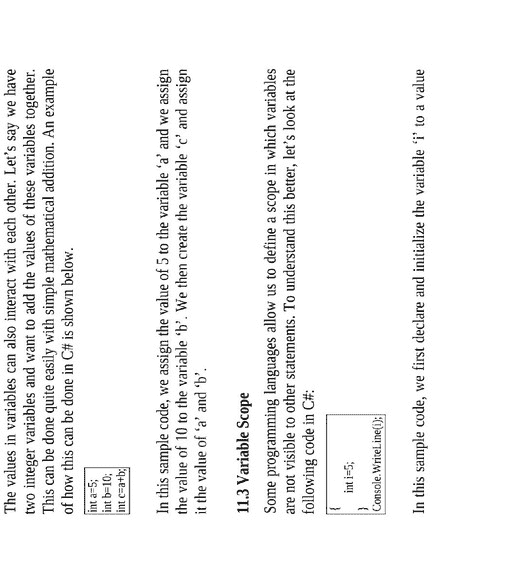 The values in variables can also interact with each other. Let's say we have
two integer variables and want to add the values of these variables together.
This can be done quite easily with simple mathematical addition. An example
of how this can be done in C# is shown below.
int a=5;
int b=10;
int c=a+b;
In this sample code, we assign the value of 5 to the variable ‘a’ and we assign
the value of 10 to the variable ‘b’. We then create the variable ‘c’ and assign
it the value of ‘a’ and ‘b’.
11.3 Variable Scope
Some programming languages allow us to define a scope in which variables
are not visible to other statements. To understand this better, let's look at the
following code in C#:
{
int i=5;
}
Console.WriteLine(i);
In this sample code, we first declare and initialize the variable ‘i’ to a value